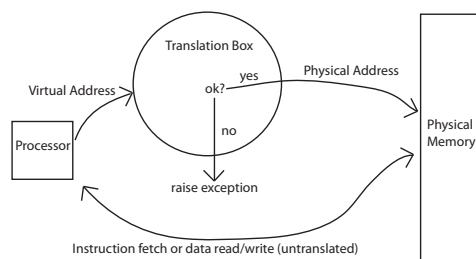 Translation Box
Virtual Address
ok?
yes
Physical Address
no
Processor
Physical
Memory
raise exception
Instruction fetch or data read/write (untranslated)